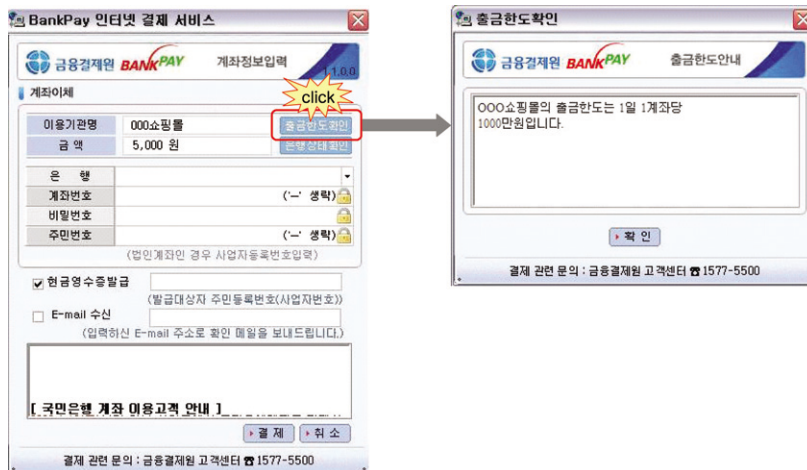 BankPay 인터넷 결제 서비스
금융결제원 BANKPAY 계좌정보입력
1,1,0,0
계좌이체
click
이용기관명 000쇼핑몰 출금한도확인
금 액 5,000 원 은행상태확인
은 행
계좌번호 ('-' 생략)
비밀번호
주민번호 ('-' 생략)
(법인계좌인 경우 사업자등록번호입력)
현금영수증발급
(발급대상자 주민등록번호(사업자번호))
E-mail 수신
(입력하신 E-mail 주소로 확인 메일을 보내드립니다.)
[ 국민은행 계좌 이용고객 안내 ]
결 제 취 소
결제 관련 문의 : 금융결제원 고객센터 ☎ 1577-5500
출금한도확인
금융결제원 BANKPAY 출금한도안내
OOO쇼핑몰의 출금한도는 1일 1계좌당
1000만원입니다.
확 인
결제 관련 문의 : 금융결제원 고객센터 ☎ 1577-5500